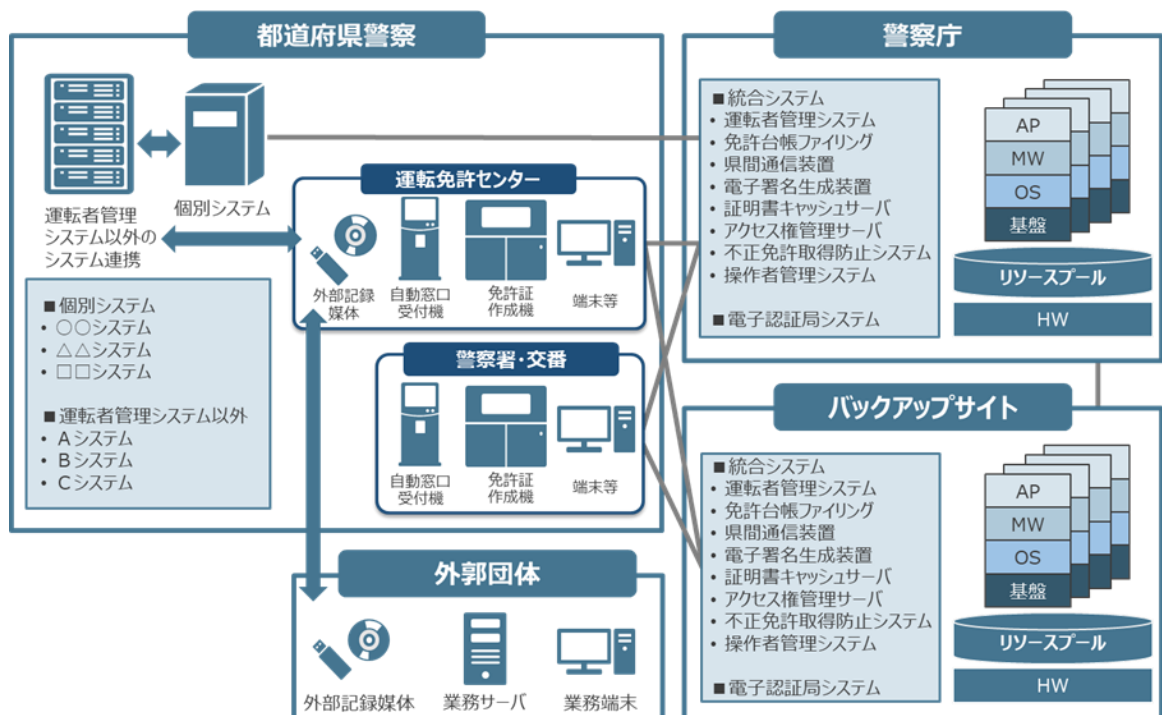 都道府県警察
運転者管理
システム以外の
システム連携
個別システム
■個別システム
• ○○システム
• △△システム
• □□システム
■運転者管理システム以外
• Aシステム
• Bシステム
• Cシステム
運転免許センター
外部記録
媒体
自動窓口
受付機
免許証
作成機
端末等
警察署・交番
自動窓口
受付機
免許証
作成機
端末等
外郭団体
外部記録媒体
業務サーバ
業務端末
警察庁
■統合システム
• 運転者管理システム
• 免許台帳ファイリング
• 県間通信装置
• 電子署名生成装置
• 証明書キャッシュサーバ
• アクセス権管理サーバ
• 不正免許取得防止システム
• 操作者管理システム
■電子認証局システム
AP
MW
OS
基盤
リソースプール
HW
バックアップサイト
■統合システム
• 運転者管理システム
• 免許台帳ファイリング
• 県間通信装置
• 電子署名生成装置
• 証明書キャッシュサーバ
• アクセス権管理サーバ
• 不正免許取得防止システム
• 操作者管理システム
■電子認証局システム
AP
MW
OS
基盤
リソースプール
HW